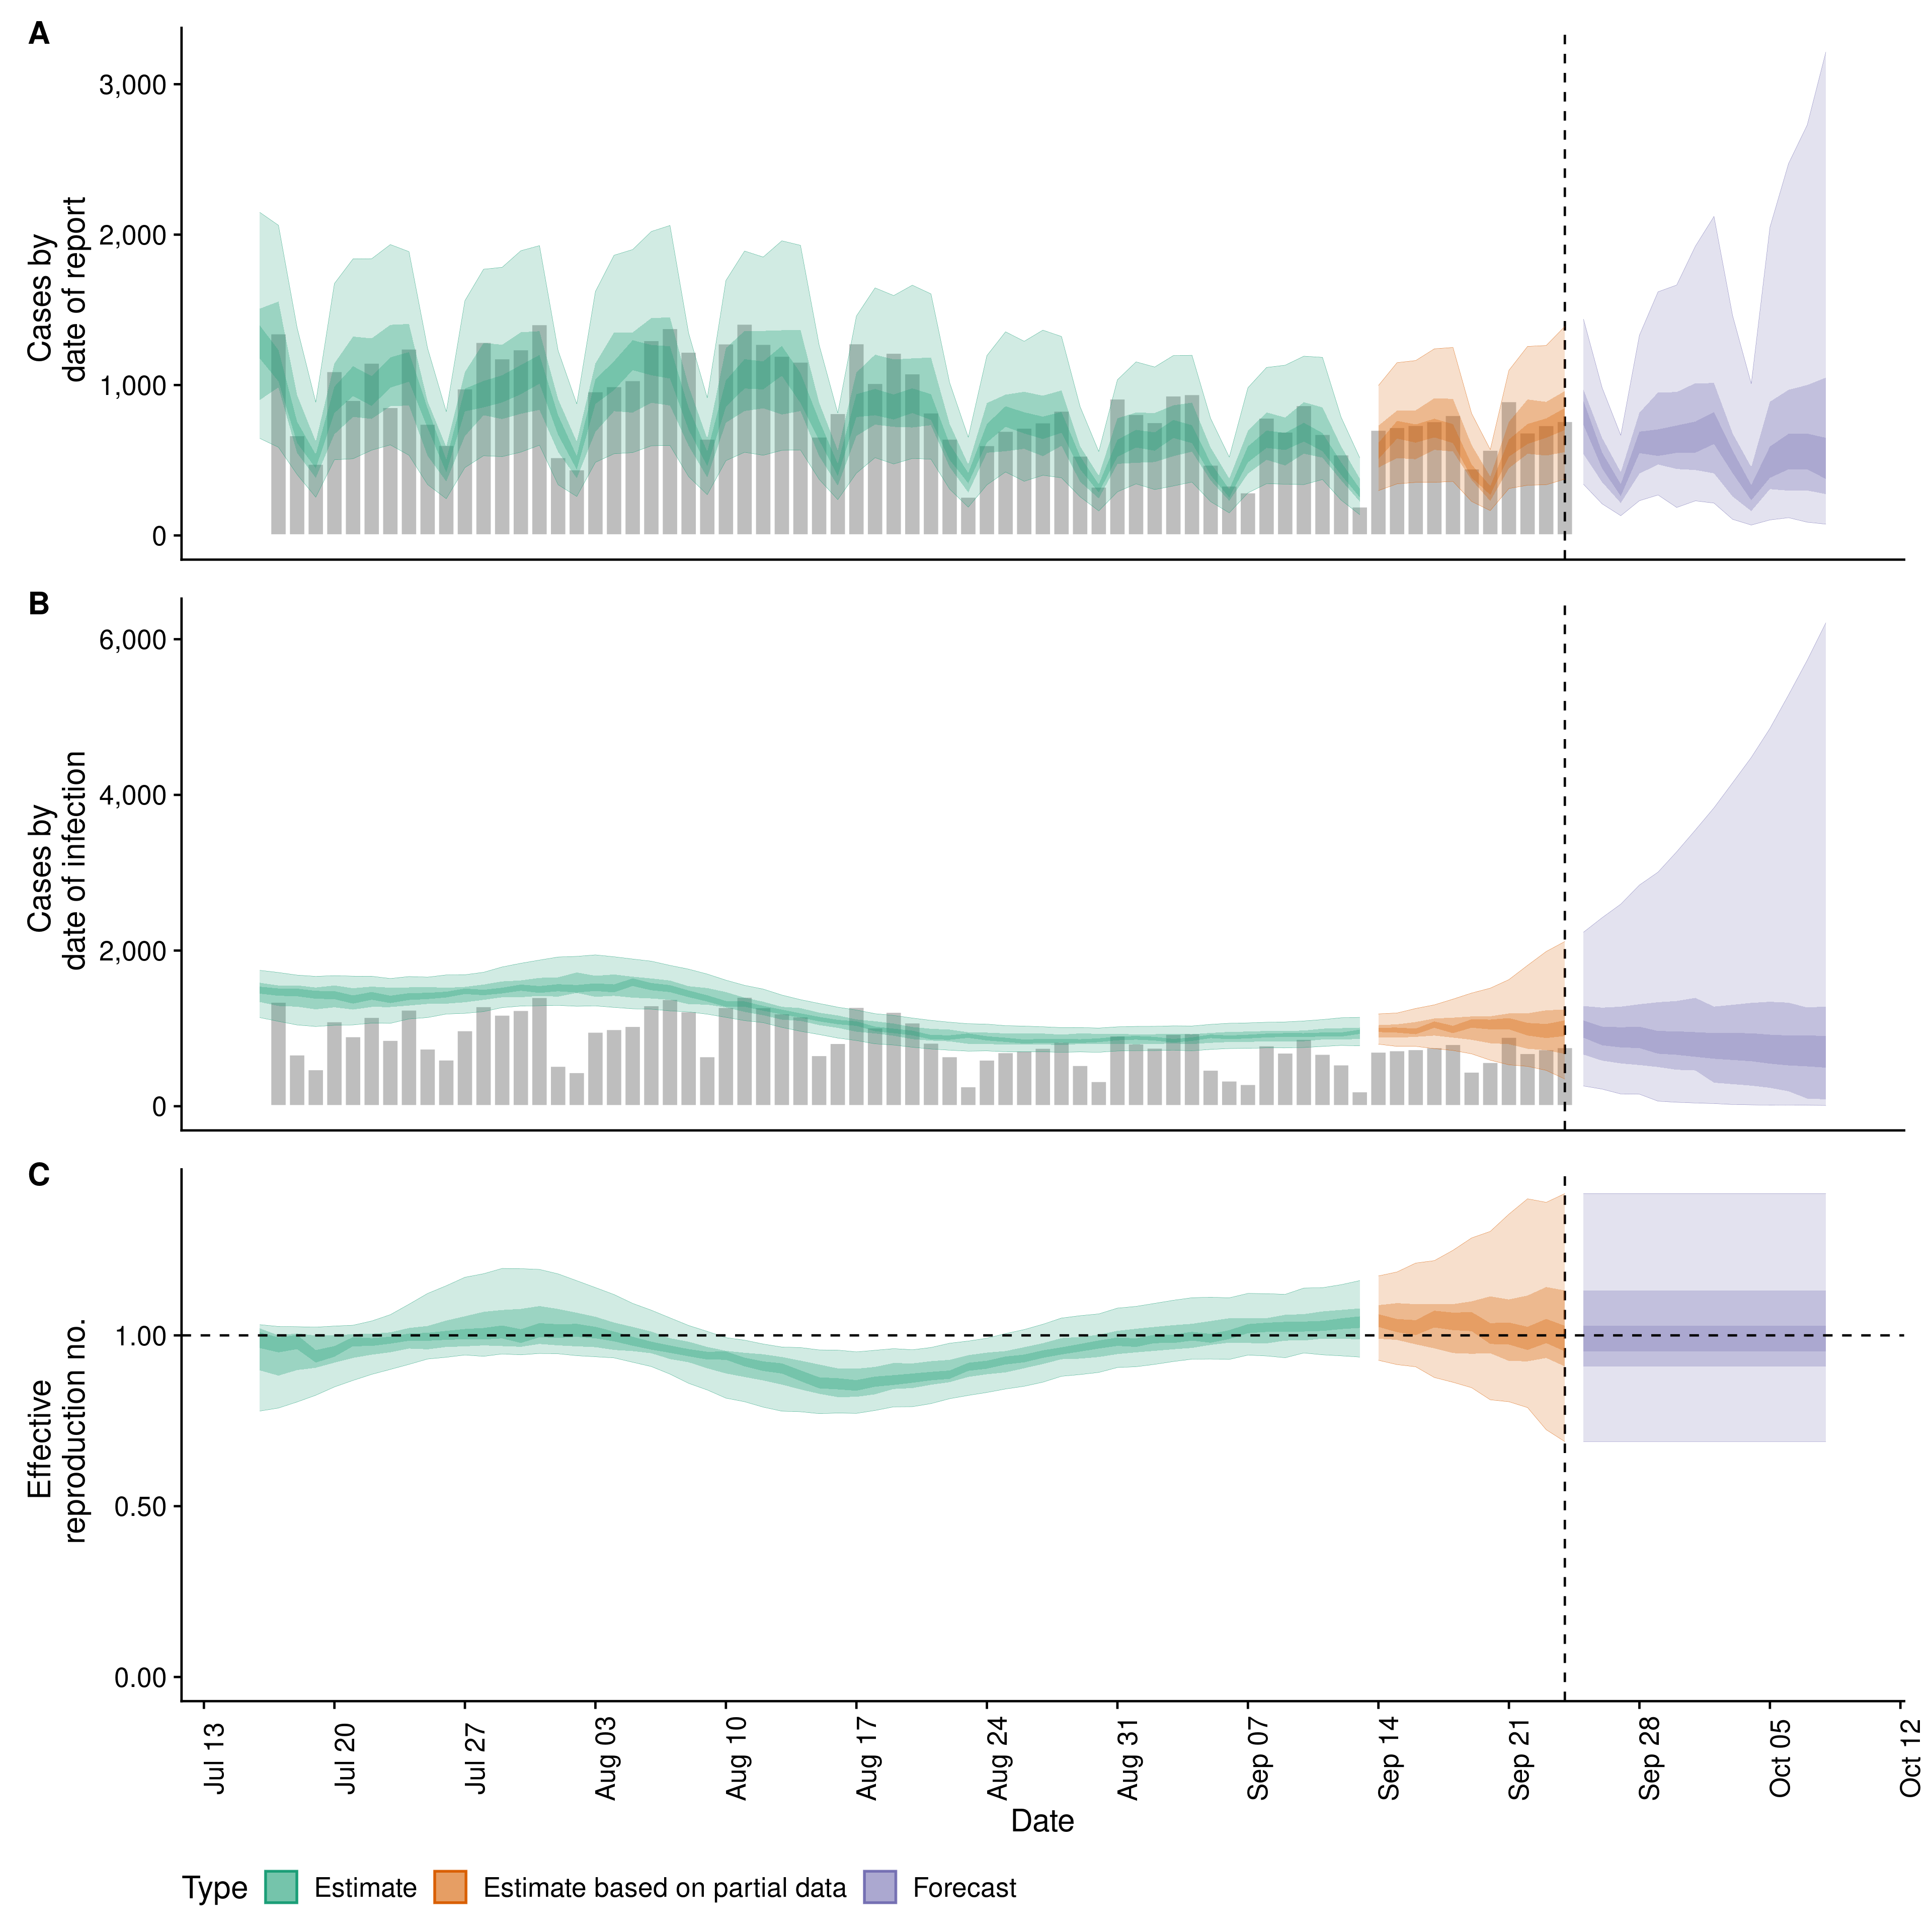 A
Cases by
date of report
3,000
2,000
1,000
0
B
Cases by
date of infection
6,000
4,000
2,000
0
C
Effective
reproduction no.
1.00
0.50
0.00
Jul 13
Jul 20
Jul 27
Aug 03
Aug 10
Aug 17
Aug 24
Aug 31
Sep 07
Sep 14
Sep 21
Sep 28
Oct 05
Oct 12
Date
Type Estimate Estimate based on partial data Forecast